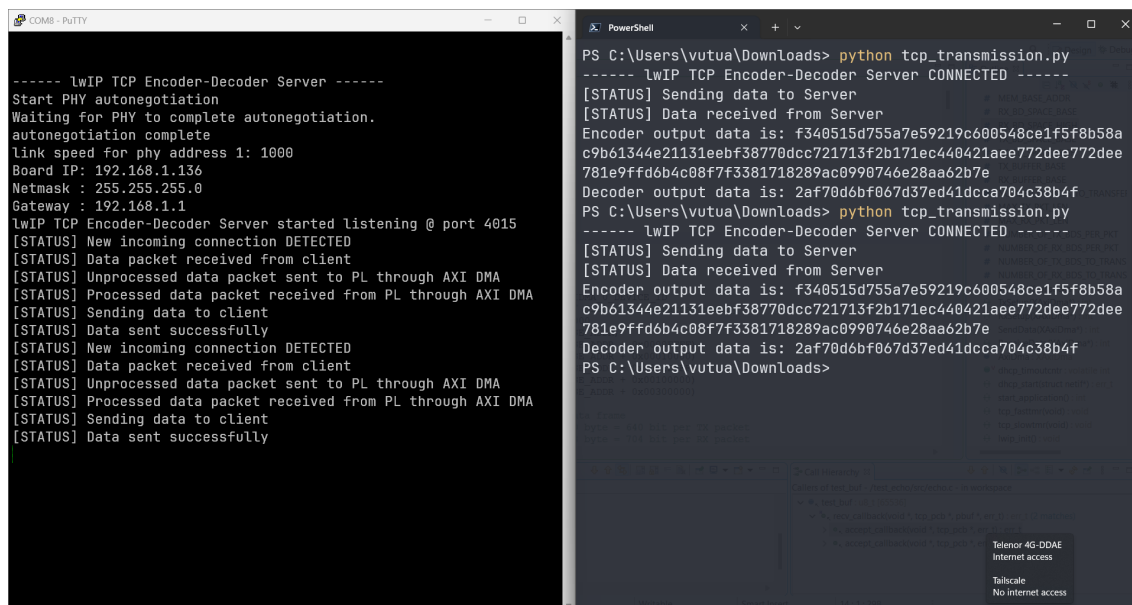 COM8 - PuTTY
------ lwIP TCP Encoder-Decoder Server ------
Start PHY autonegotiation
Waiting for PHY to complete autonegotiation.
autonegotiation complete
link speed for phy address 1: 1000
Board IP: 192.168.1.136
Netmask : 255.255.255.0
Gateway : 192.168.1.1
lwIP TCP Encoder-Decoder Server started listening @ port 4015
[STATUS] New incoming connection DETECTED
[STATUS] Data packet received from client
[STATUS] Unprocessed data packet sent to PL through AXI DMA
[STATUS] Processed data packet received from PL through AXI DMA
[STATUS] Sending data to client
[STATUS] Data sent successfully
[STATUS] New incoming connection DETECTED
[STATUS] Data packet received from client
[STATUS] Unprocessed data packet sent to PL through AXI DMA
[STATUS] Processed data packet received from PL through AXI DMA
[STATUS] Sending data to client
[STATUS] Data sent successfully
PowerShell
PS C:\Users\vutua\Downloads> python tcp_transmission.py
------ lwIP TCP Encoder-Decoder Server CONNECTED ------
[STATUS] Sending data to Server
[STATUS] Data received from Server
Encoder output data is: f340515d755a7e59219c600548ce1f5f8b58a
c9b61344e21131eebf38770dcc721713f2b171ec440421aee772dee772dee
781e9ffd6b4c08f7f3381718289ac0990746e28aa62b7e
Decoder output data is: 2af70d6bf067d37ed41dcca704c38b4f
PS C:\Users\vutua\Downloads> python tcp_transmission.py
------ lwIP TCP Encoder-Decoder Server CONNECTED ------
[STATUS] Sending data to Server
[STATUS] Data received from Server
Encoder output data is: f340515d755a7e59219c600548ce1f5f8b58a
c9b61344e21131eebf38770dcc721713f2b171ec440421aee772dee772dee
781e9ffd6b4c08f7f3381718289ac0990746e28aa62b7e
Decoder output data is: 2af70d6bf067d37ed41dcca704c38b4f
PS C:\Users\vutua\Downloads>
Call Hierarchy
Telenor 4G-DDAE
Internet access
Tailscale
No internet access